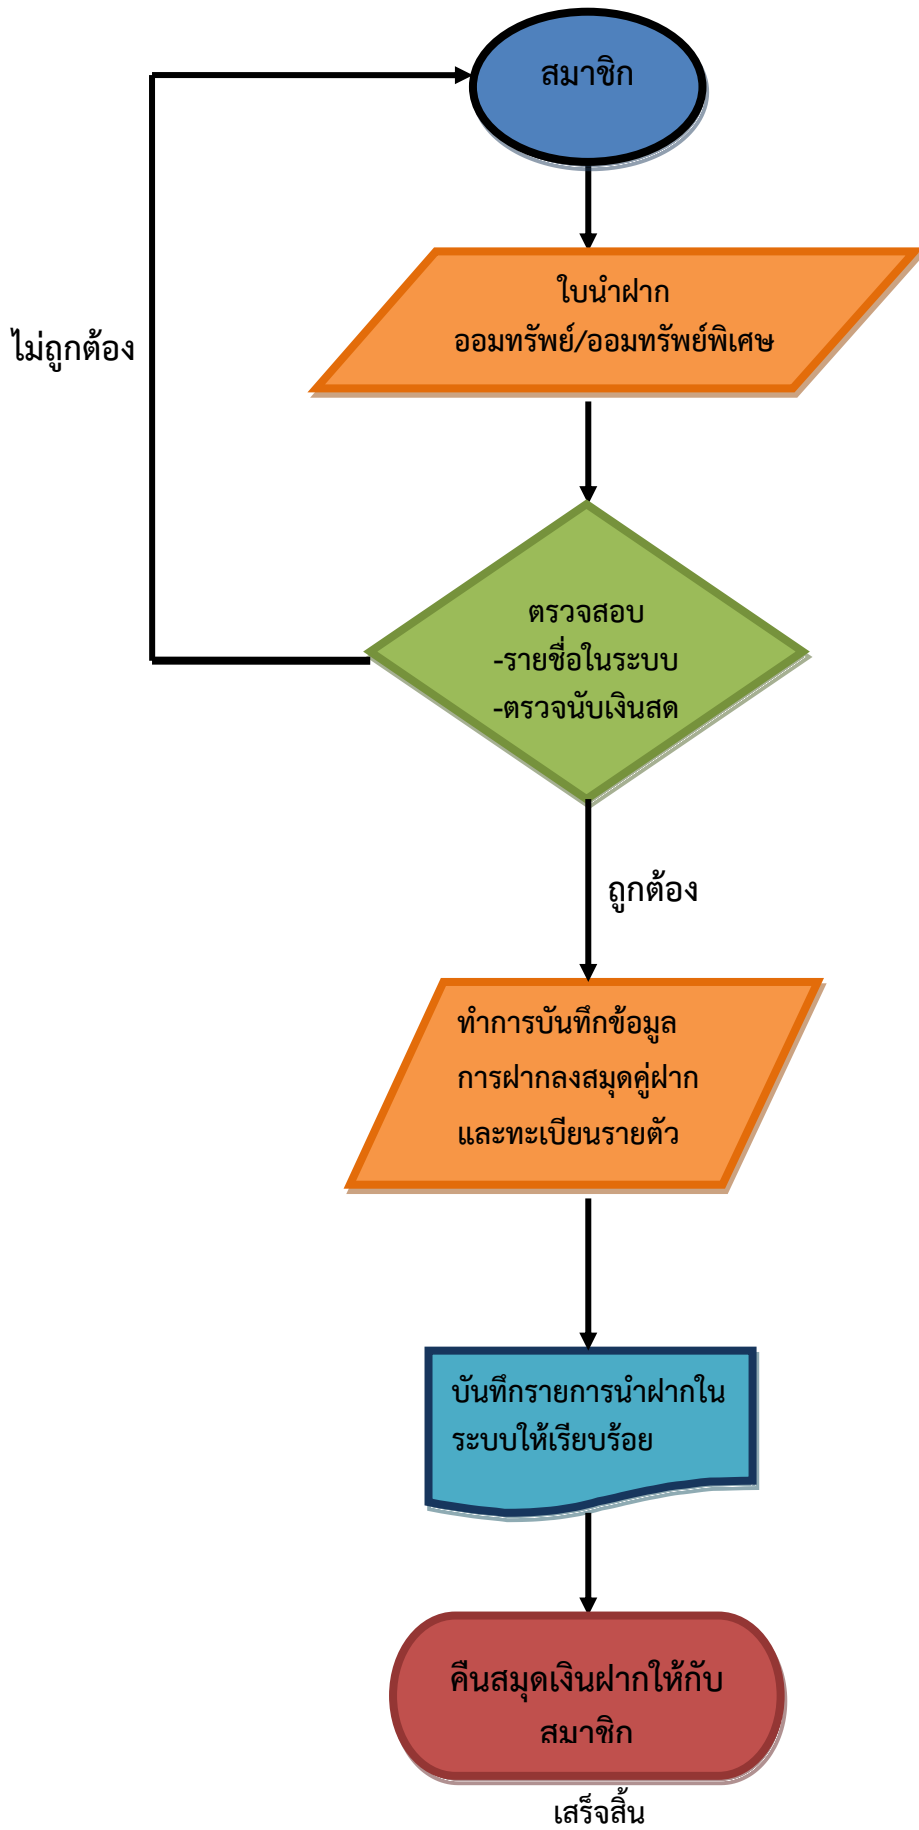 สมาชิก
ใบนำฝาก
ออมทรัพย์/ออมทรัพย์พิเศษ
ไม่ถูกต้อง
ตรวจสอบ
-รายชื่อในระบบ
-ตรวจนับเงินสด
ถูกต้อง
ทำการบันทึกข้อมูล
การฝากลงสมุดคู่ฝาก
และทะเบียนรายตัว
บันทึกรายการนำฝากใน
ระบบให้เรียบร้อย
คืนสมุดเงินฝากให้กับ
สมาชิก
เสร็จสิ้น